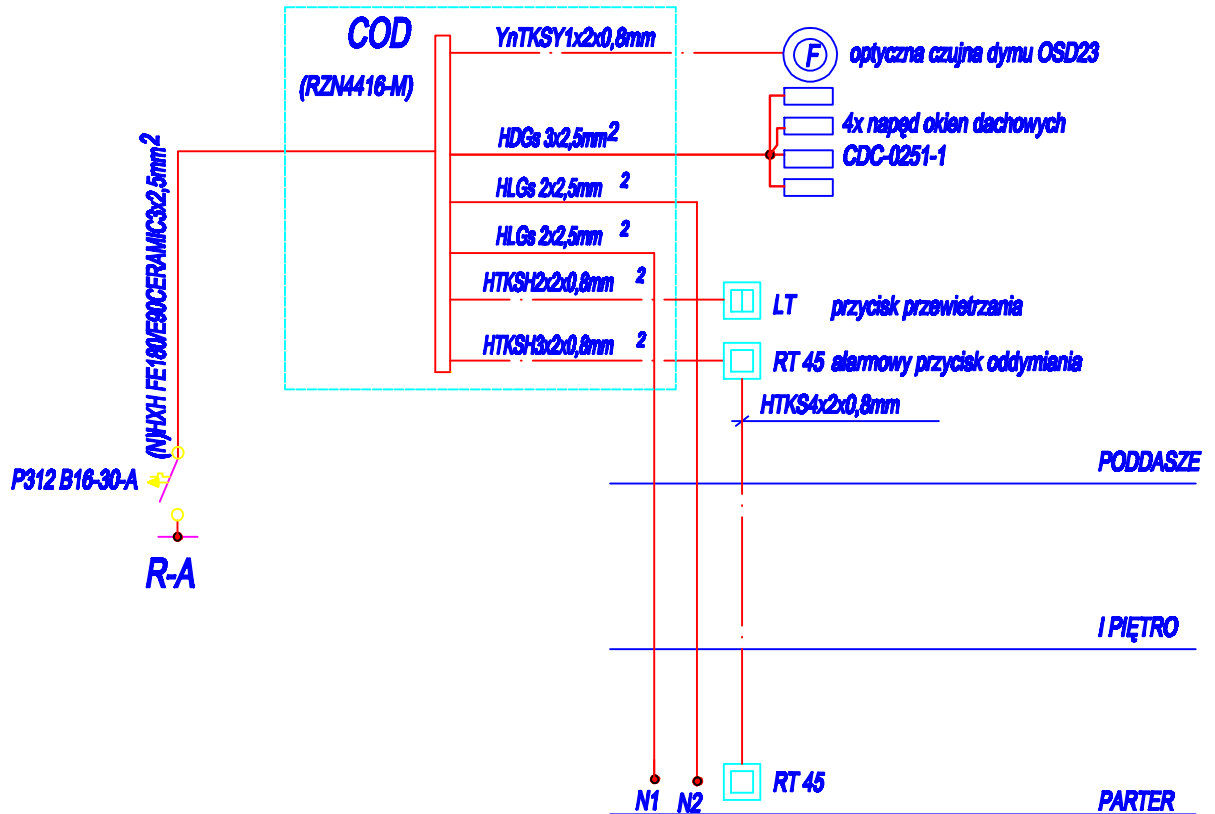 COD
(RZN4416-M)
YnTKSY1x2x0,8mm
F
optyczna czujna dymu OSD23
4x napęd okien dachowych
CDC-0251-1
HDGs 3x2,5mm²
HLGs 2x2,5mm ²
HLGs 2x2,5mm ²
HTKSH2x2x0,8mm ²
LT przycisk przewietrzania
HTKSH3x2x0,8mm ²
RT 45 alarmowy przycisk oddymiania
HTKS4x2x0,8mm
(N)HXH FE180/E90CERAMIC3x2,5mm²
P312 B16-30-A
R-A
PODDASZE
I PIĘTRO
RT 45
N1 N2
PARTER